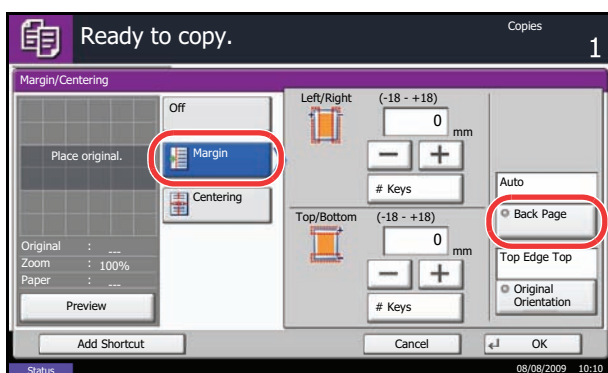 Ready to copy.
Copies
1
Margin/Centering
Place original.
Original : ---
Zoom : 100%
Paper : ---
Preview
Off
Margin
Centering
Left/Right (-18 - +18)
0 mm
− +
# Keys
Top/Bottom (-18 - +18)
0 mm
− +
# Keys
Auto
Back Page
Top Edge Top
Original
Orientation
Add Shortcut
Cancel
OK
Status
08/08/2009 10:10